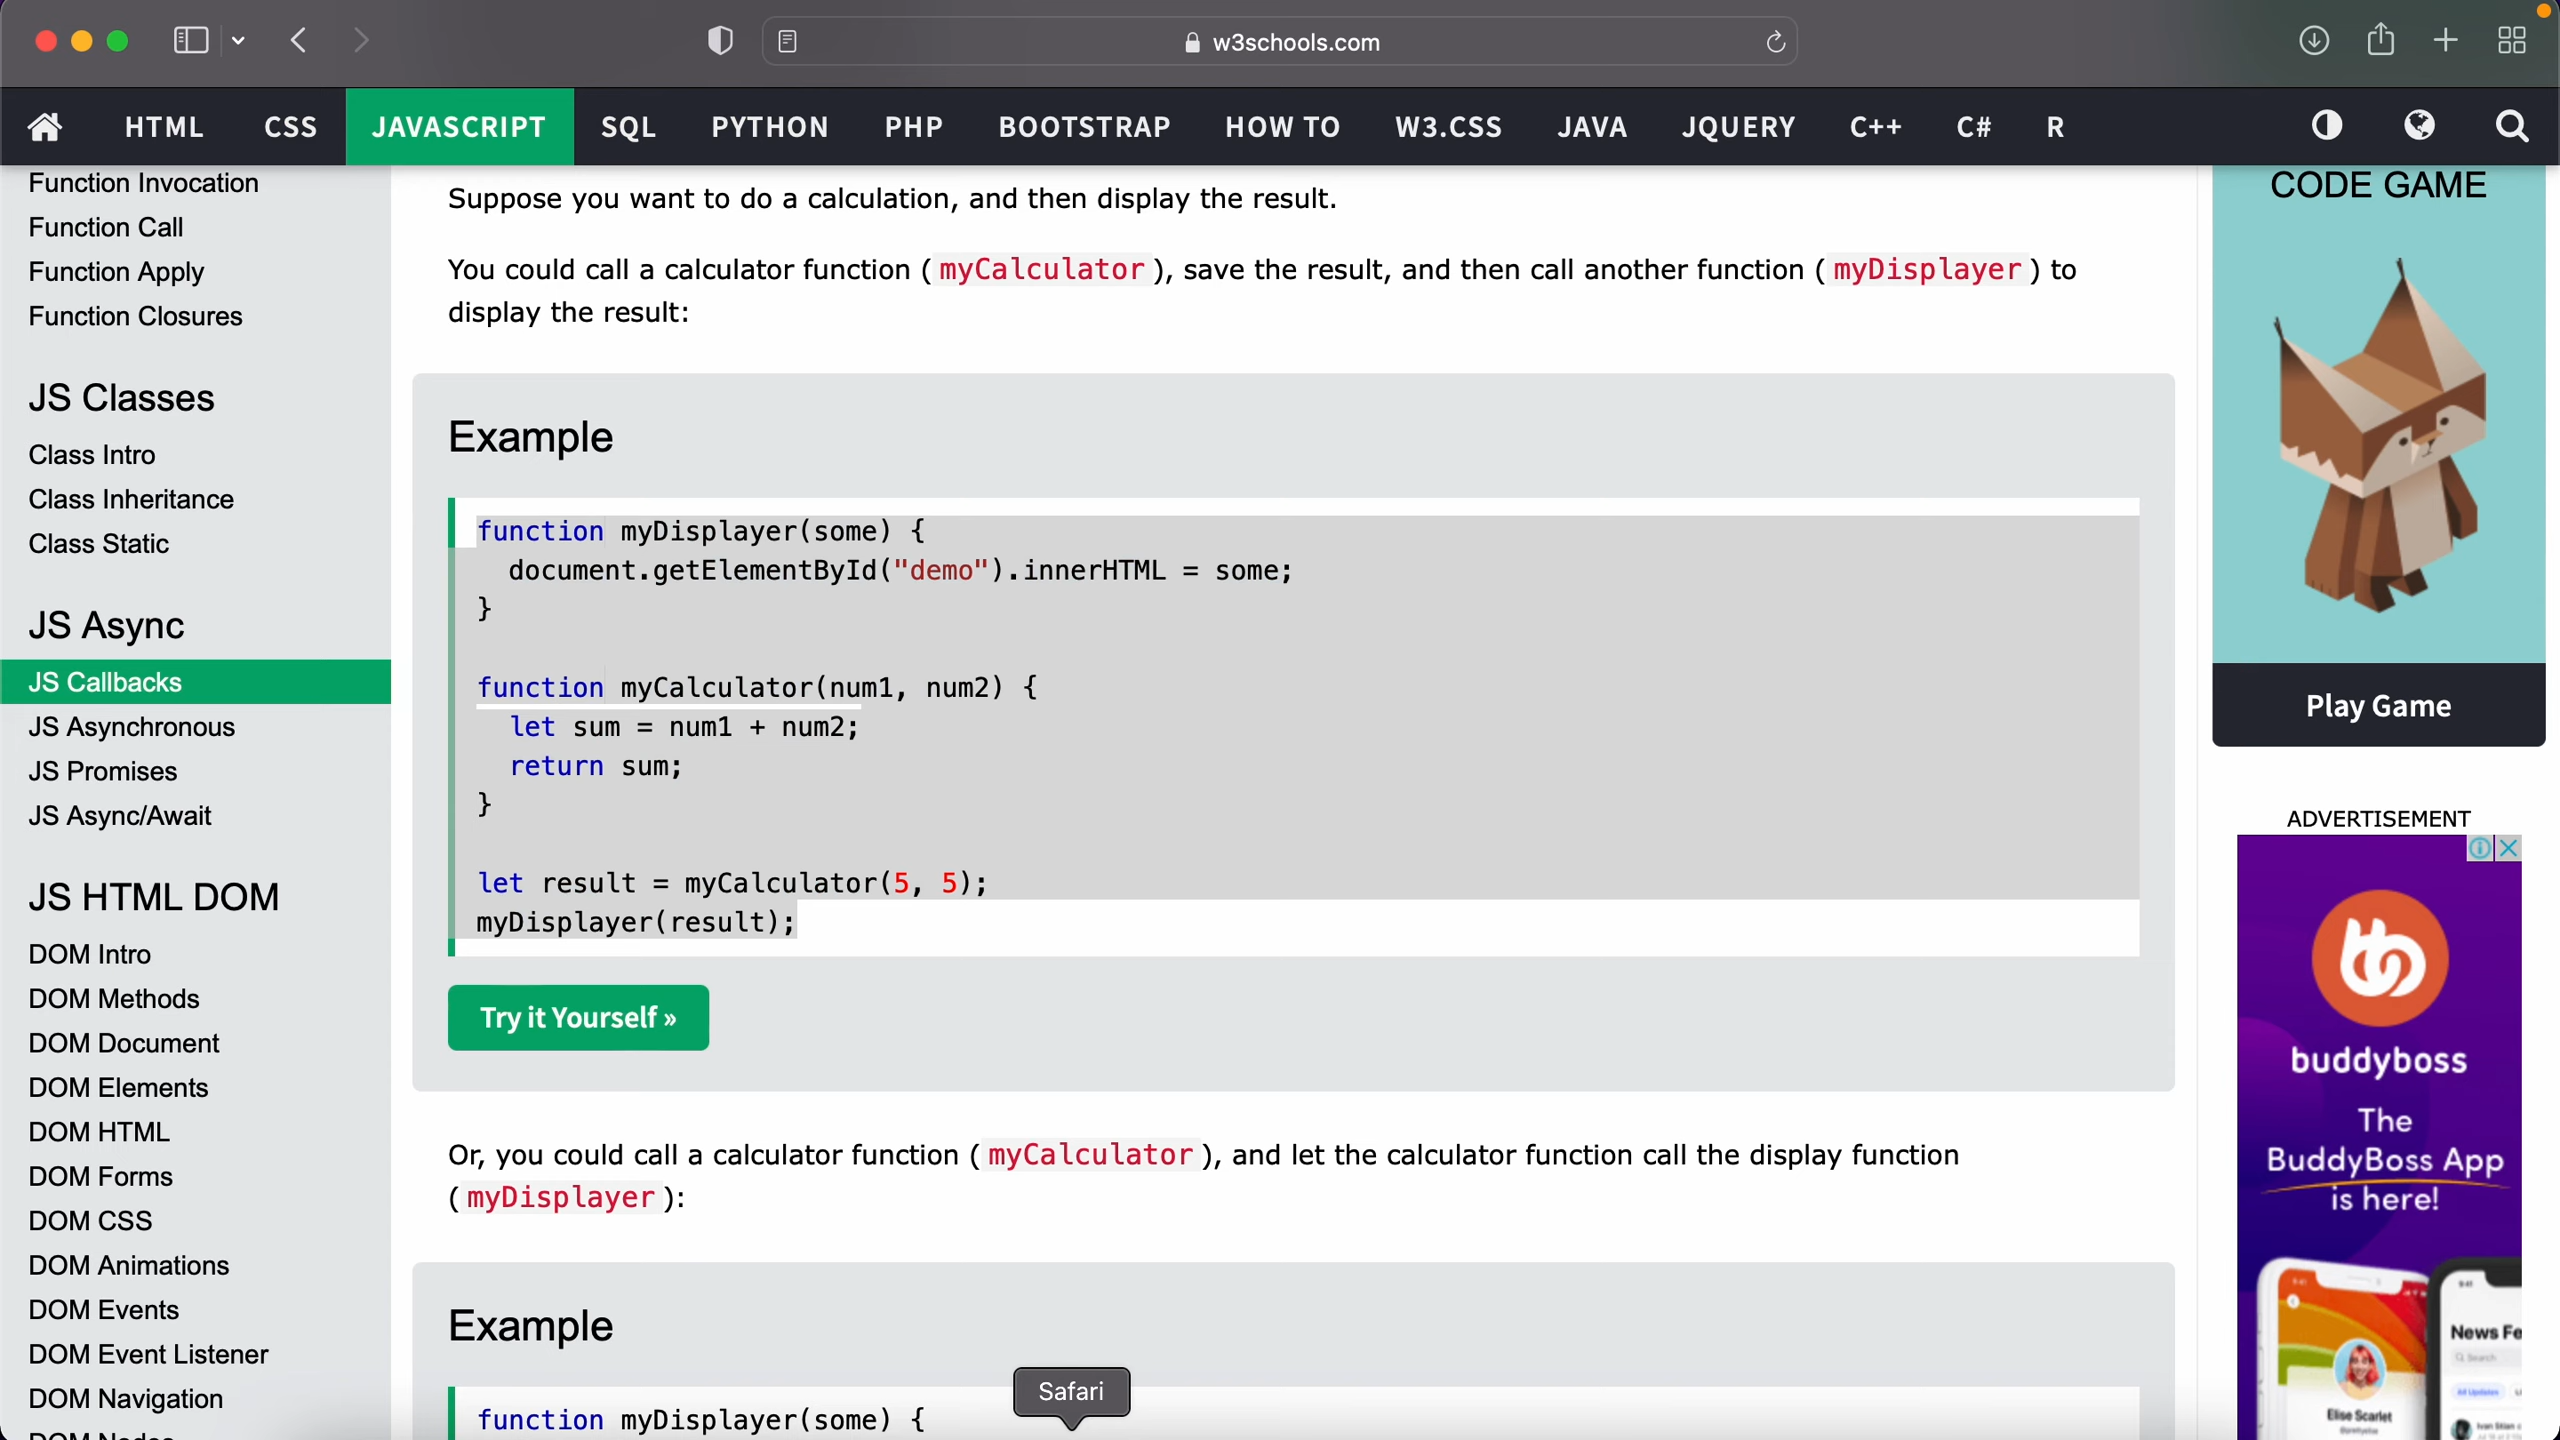 w3schools.com
HTML CSS JAVASCRIPT SQL PYTHON PHP BOOTSTRAP HOW TO W3.CSS JAVA JQUERY C++ C# R
Function Invocation
Function Call
Function Apply
Function Closures
JS Classes
Class Intro
Class Inheritance
Class Static
JS Async
JS Callbacks
JS Asynchronous
JS Promises
JS Async/Await
JS HTML DOM
DOM Intro
DOM Methods
DOM Document
DOM Elements
DOM HTML
DOM Forms
DOM CSS
DOM Animations
DOM Events
DOM Event Listener
DOM Navigation
Suppose you want to do a calculation, and then display the result.
You could call a calculator function (myCalculator), save the result, and then call another function (myDisplayer) to
display the result:
Example
function myDisplayer(some) {
  document.getElementById("demo").innerHTML = some;
}
function myCalculator(num1, num2) {
  let sum = num1 + num2;
  return sum;
}
let result = myCalculator(5, 5);
myDisplayer(result);
Try it Yourself »
Or, you could call a calculator function (myCalculator), and let the calculator function call the display function
(myDisplayer):
Example
function myDisplayer(some) {
Safari
CODE GAME
Play Game
ADVERTISEMENT
buddyboss
The
BuddyBoss App
is here!
News Fe
Search
Elise Scarlet